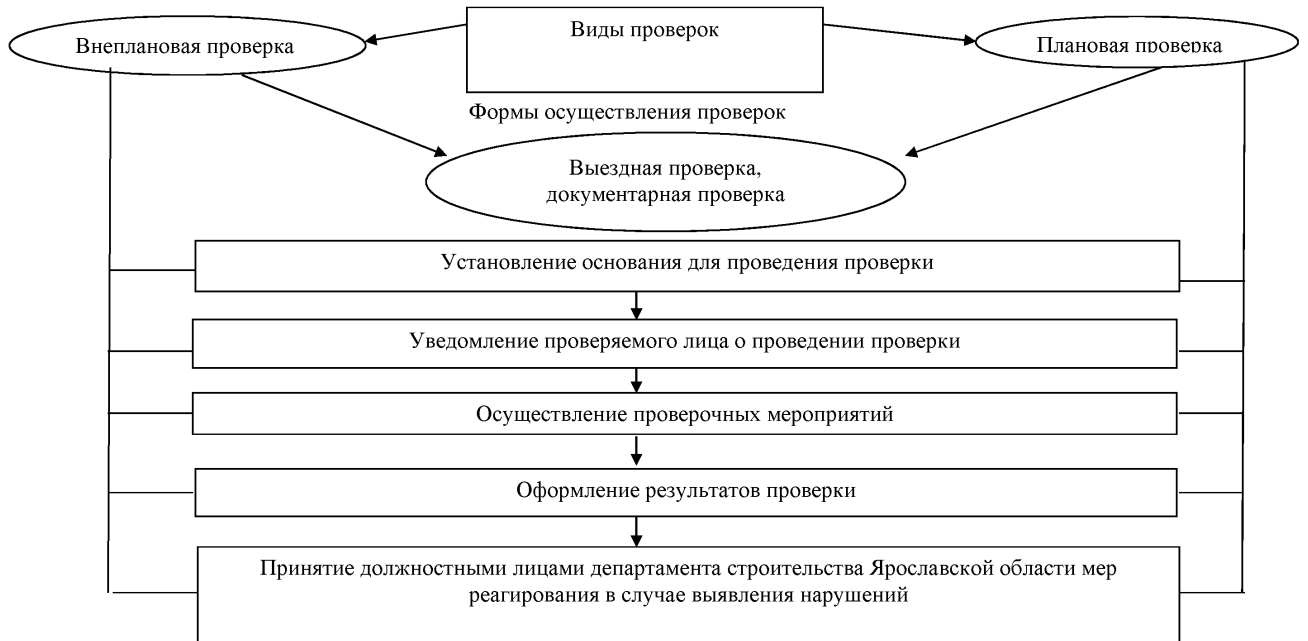 Виды проверок
Внеплановая проверка
Плановая проверка
Формы осуществления проверок
Выездная проверка,
документарная проверка
Установление основания для проведения проверки
Уведомление проверяемого лица о проведении проверки
Осуществление проверочных мероприятий
Оформление результатов проверки
Принятие должностными лицами департамента строительства Ярославской области мер
реагирования в случае выявления нарушений